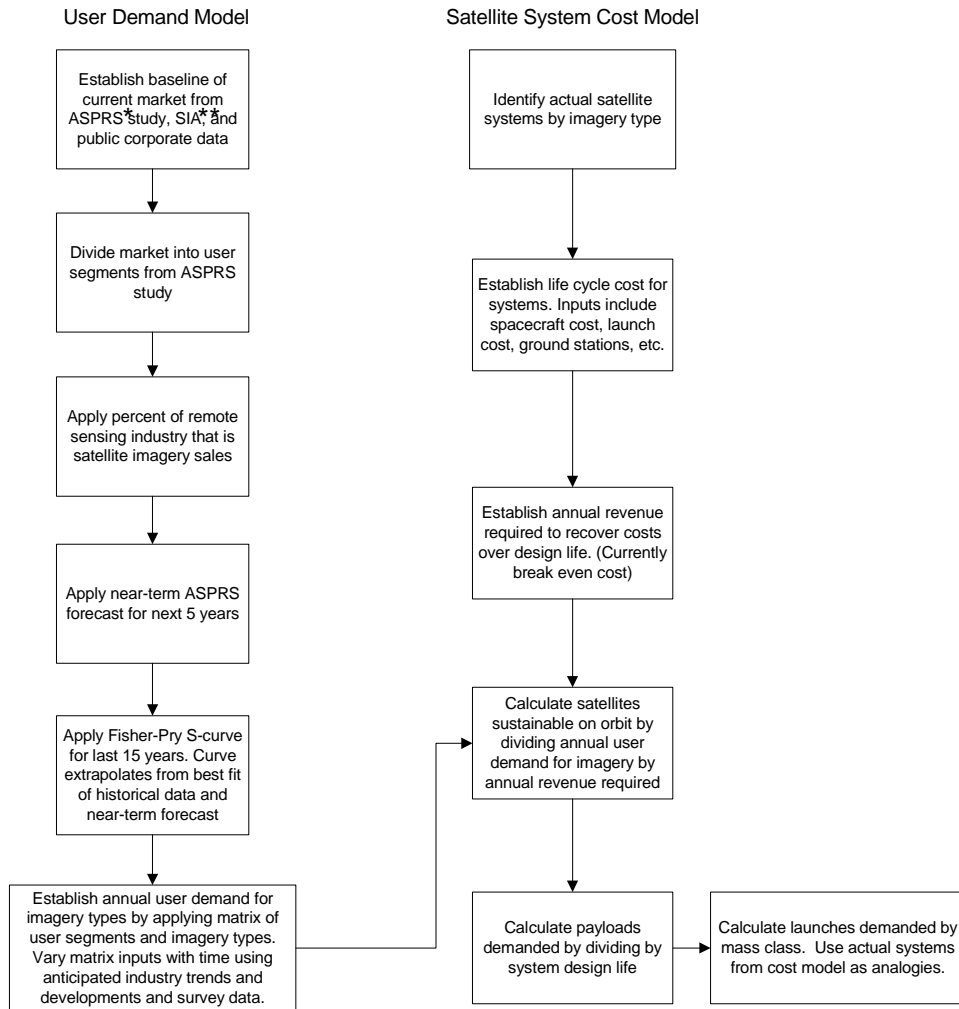 User Demand Model
Establish baseline of
current market from
ASPRS* study, SIA**, and
public corporate data
Divide market into user
segments from ASPRS
study
Apply percent of remote
sensing industry that is
satellite imagery sales
Apply near-term ASPRS
forecast for next 5 years
Apply Fisher-Pry S-curve
for last 15 years. Curve
extrapolates from best fit
of historical data and
near-term forecast
Establish annual user demand for
imagery types by applying matrix of
user segments and imagery types.
Vary matrix inputs with time using
anticipated industry trends and
developments and survey data.
Satellite System Cost Model
Identify actual satellite
systems by imagery type
Establish life cycle cost for
systems. Inputs include
spacecraft cost, launch
cost, ground stations, etc.
Establish annual revenue
required to recover costs
over design life. (Currently
break even cost)
Calculate satellites
sustainable on orbit by
dividing annual user
demand for imagery by
annual revenue required
Calculate payloads
demanded by dividing by
system design life
Calculate launches demanded by
mass class.  Use actual systems
from cost model as analogies.